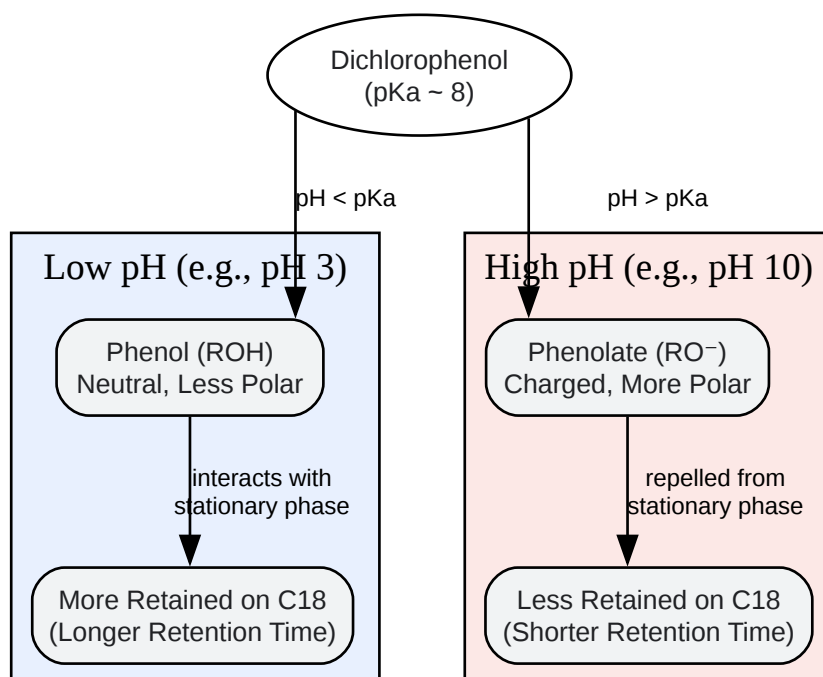 Dichlorophenol
(pKa ~ 8)
pH < pKa
pH > pKa
Low pH (e.g., pH 3)
High pH (e.g., pH 10)
Phenol (ROH)
Neutral, Less Polar
Phenolate (RO⁻)
Charged, More Polar
interacts with
stationary phase
repelled from
stationary phase
More Retained on C18
(Longer Retention Time)
Less Retained on C18
(Shorter Retention Time)